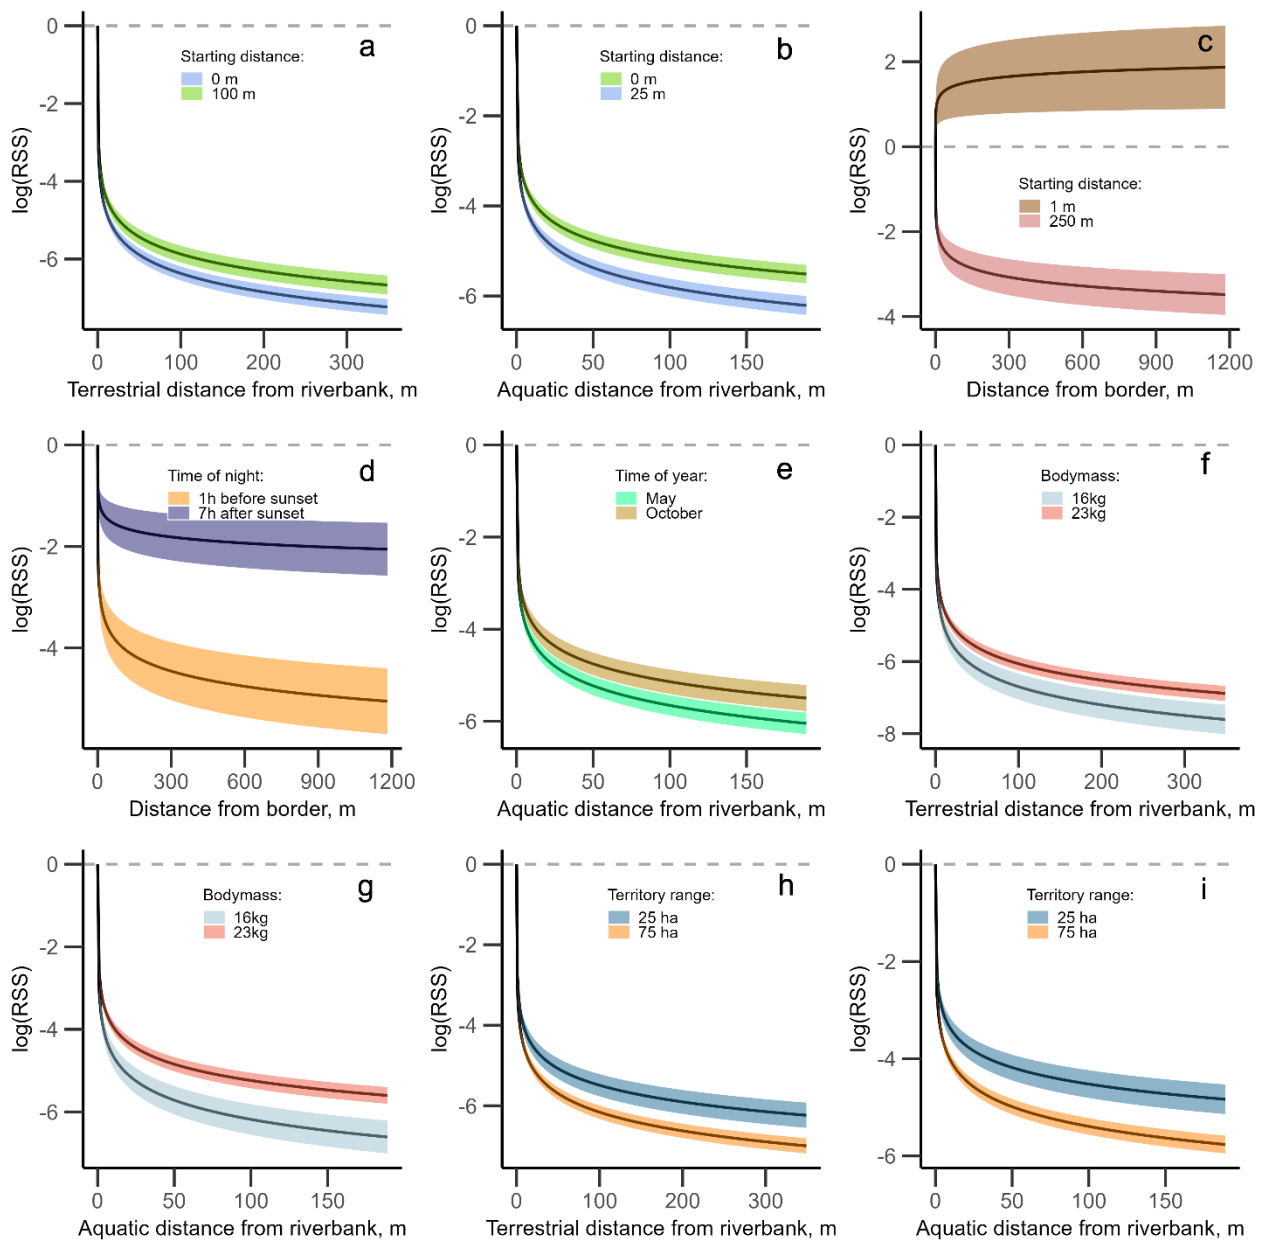 a
Starting distance:
0 m
100 m
log(RSS)
0
-2
-4
-6
0 100 200 300
Terrestrial distance from riverbank, m
b
Starting distance:
0 m
25 m
log(RSS)
0
-2
-4
-6
0 50 100 150
Aquatic distance from riverbank, m
c
Starting distance:
1 m
250 m
log(RSS)
2
0
-2
-4
0 300 600 900 1200
Distance from border, m
d
Time of night:
1h before sunset
7h after sunset
log(RSS)
0
-2
-4
0 300 600 900 1200
Distance from border, m
e
Time of year:
May
October
log(RSS)
0
-2
-4
-6
0 50 100 150
Aquatic distance from riverbank, m
f
Bodymass:
16kg
23kg
log(RSS)
0
-2
-4
-6
-8
0 100 200 300
Terrestrial distance from riverbank, m
g
Bodymass:
16kg
23kg
log(RSS)
0
-2
-4
-6
0 50 100 150
Aquatic distance from riverbank, m
h
Territory range:
25 ha
75 ha
log(RSS)
0
-2
-4
-6
0 100 200 300
Terrestrial distance from riverbank, m
i
Territory range:
25 ha
75 ha
log(RSS)
0
-2
-4
-6
0 50 100 150
Aquatic distance from riverbank, m